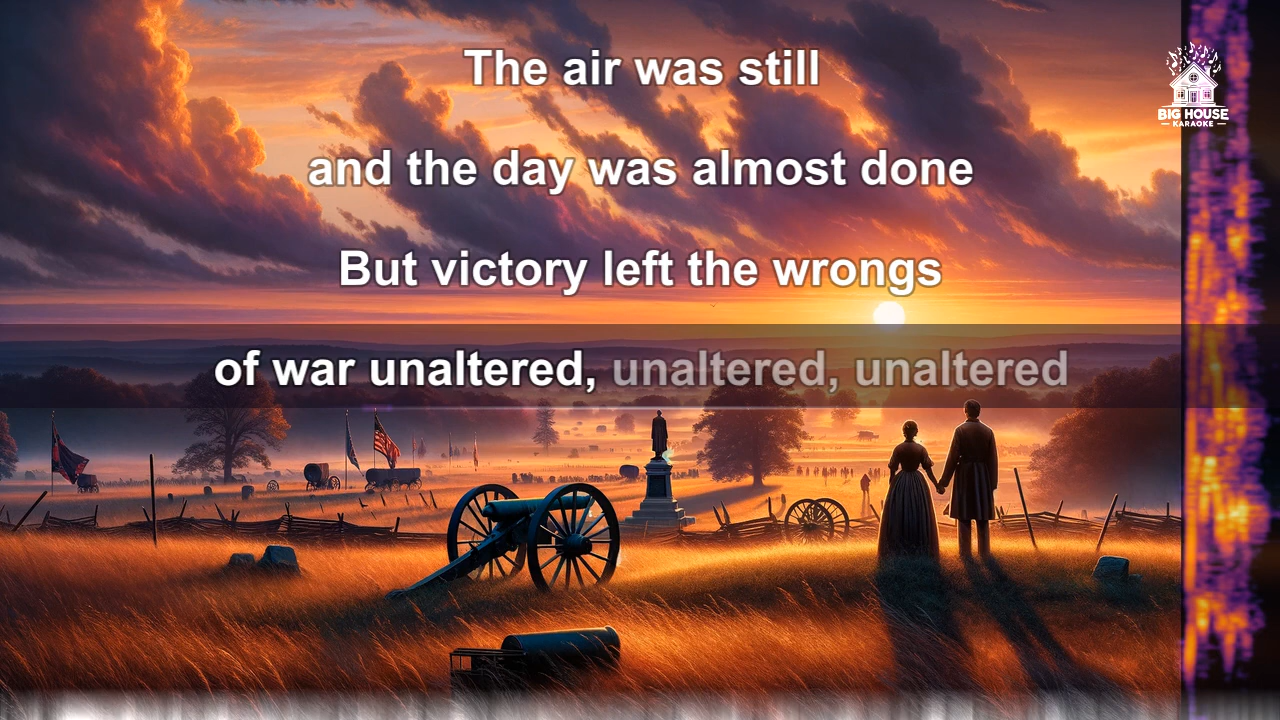 The air was still
BIG HOUSE
KARAOKE
and the day was almost done
But victory left the wrongs
of war unaltered, unaltered, unaltered